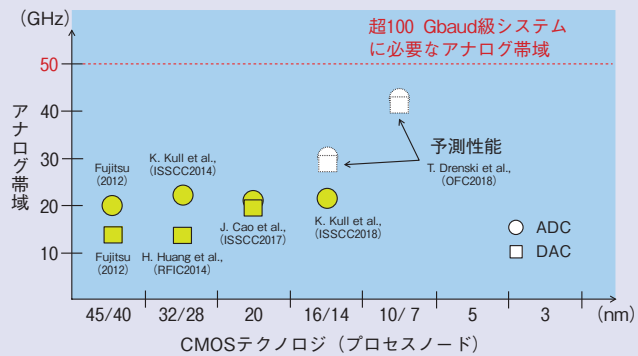 (GHz)
超100 Gbaud級システム
に必要なアナログ帯域
50
40
30
20
10
アナログ帯域
Fujitsu
(2012)
K. Kull et al.,
(ISSCC2014)
予測性能
T. Drenski et al.,
(OFC2018)
Fujitsu
(2012)
H. Huang et al.,
(RFIC2014)
J. Cao et al.,
(ISSCC2017)
K. Kull et al.,
(ISSCC2018)
ADC
DAC
45/40 32/28 20 16/14 10/7 5 3 (nm)
CMOSテクノロジ(プロセスノード)